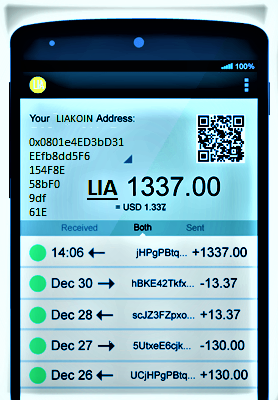 100%
LIA
Your LIAKOIN Address:
0x0801e4ED3bD31
EEfb8dd5F6
154F8E
58bF0
9df
61E
LIA 1337.00
= USD 1.337
Received Both Sent
14:06 ← jHPgPBtq... +1337.00
Dec 30 → hBKE42Tkfx... -13.37
Dec 28 ← scJZ3FZpxo... +13.37
Dec 27 → 5UtxeE6cjk... -130.00
Dec 26 ← UCjHPgPBtq... +130.00